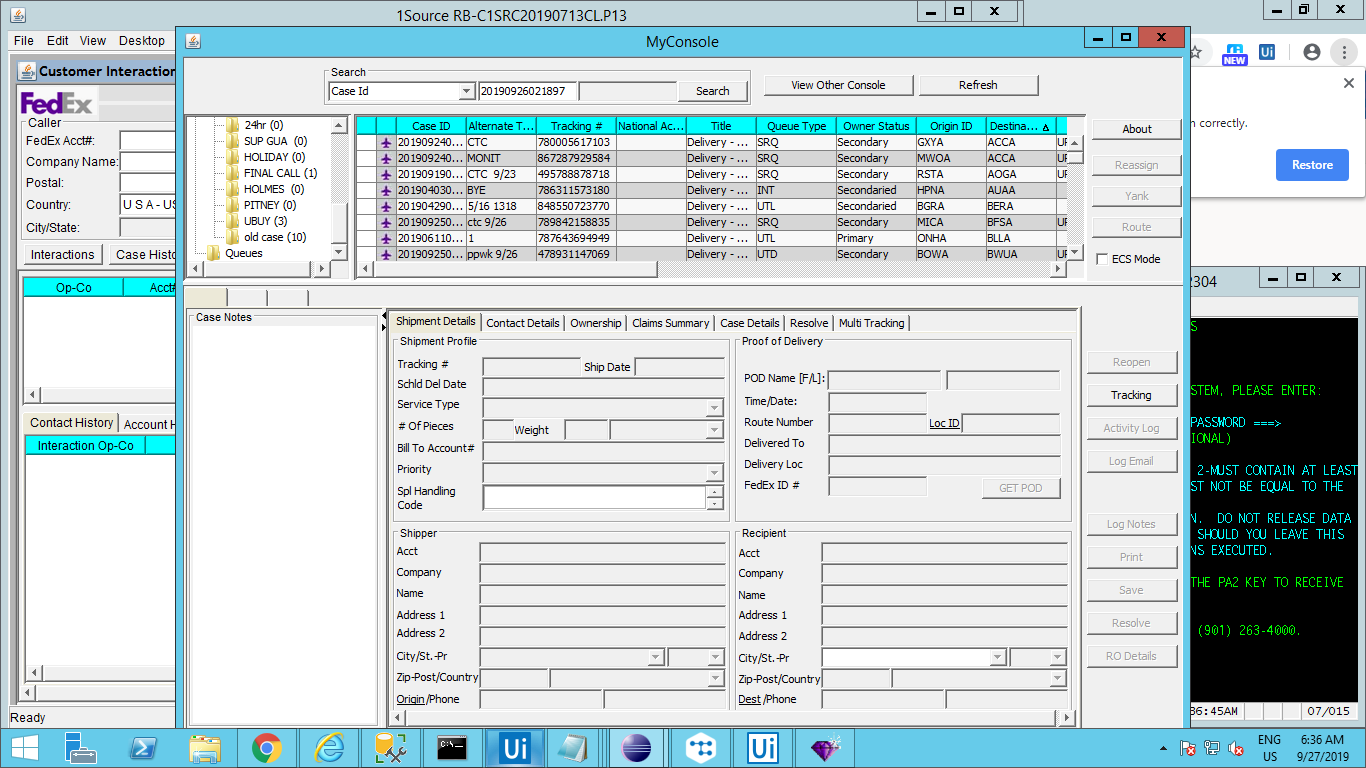 1Source RB-C1SRC20190713CL.P13
File Edit View Desktop
MyConsole
NEW
Customer Interaction
FedEx
Caller
FedEx Acct#:
Company Name:
Postal:
Country:
U S A - US
City/State:
Interactions
Case Histo
Op-Co
Acct#
Contact History
Account H
Interaction Op-Co
Ready
Search
Case Id
20190926021897
Search
View Other Console
Refresh
24hr (0)
SUP GUA (0)
HOLIDAY (0)
FINAL CALL (1)
HOLMES (0)
PITNEY (0)
UBUY (3)
old case (10)
Queues
Case ID Alternate T... Tracking # National Ac... Title Queue Type Owner Status Origin ID Destina...
201909240... CTC 780005617103 Delivery - ... SRQ Secondary GXYA ACCA UP
201909240... MONIT 867287929584 Delivery - ... SRQ Secondary MWOA ACCA
201909190... CTC 9/23 495788878718 Delivery - ... SRQ Secondary RSTA AOGA UP
201904030... BYE 786311573180 Delivery - ... INT Secondaried HPNA AUAA
201904290... 5/16 1318 848550723770 Delivery - ... UTL Secondaried BGRA BERA
201909250... ctc 9/26 789842158835 Delivery - ... SRQ Secondary MICA BFSA UP
201906110... 1 787643694949 Delivery - ... UTL Primary ONHA BLLA
201909250... ppwk 9/26 478931147069 Delivery - ... UTD Secondary BOWA BWUA UP
About
Reassign
Yank
Route
ECS Mode
Case Notes
Shipment Details
Contact Details
Ownership
Claims Summary
Case Details
Resolve
Multi Tracking
Shipment Profile
Tracking #
Ship Date
Schld Del Date
Service Type
# Of Pieces
Weight
Bill To Account#
Priority
Spl Handling
Code
Proof of Delivery
POD Name [F/L]:
Time/Date:
Route Number
Loc ID
Delivered To
Delivery Loc
FedEx ID #
GET POD
Shipper
Acct
Company
Name
Address 1
Address 2
City/St.-Pr
Zip-Post/Country
Origin/Phone
Recipient
Acct
Company
Name
Address 1
Address 2
City/St.-Pr
Zip-Post/Country
Dest/Phone
Reopen
Tracking
Activity Log
Log Email
Log Notes
Print
Save
Resolve
RO Details
n correctly.
Restore
2304
S
STEM, PLEASE ENTER:
PASSWORD ===>
IONAL)
2-MUST CONTAIN AT LEAST
ST NOT BE EQUAL TO THE
N. DO NOT RELEASE DATA
SHOULD YOU LEAVE THIS
NS EXECUTED.
THE PA2 KEY TO RECEIVE
(901) 263-4000.
36:45AM
07/015
Ui
Ui
ENG
US
6:36 AM
9/27/2019